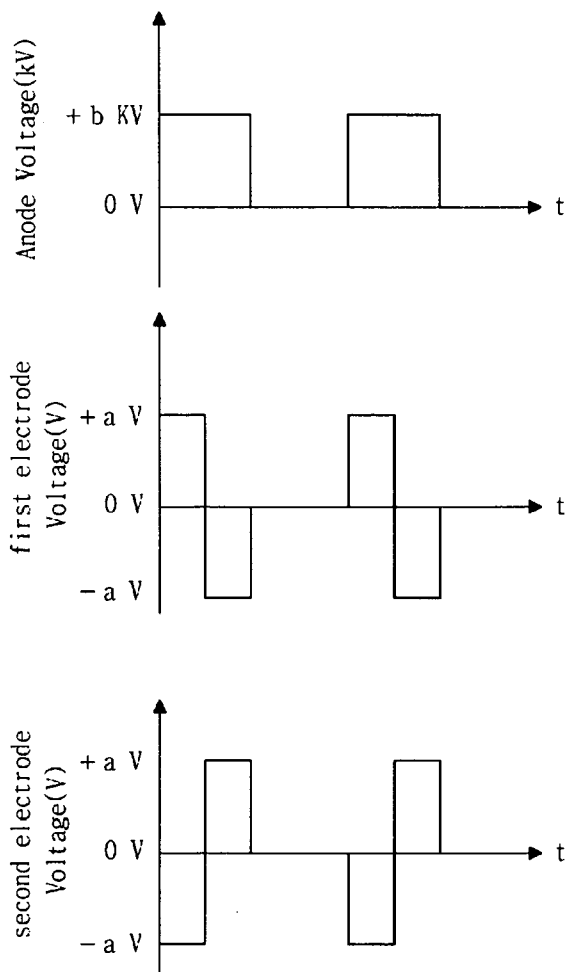 Anode Voltage(kV)
+ b KV
0 V
t
first electrode
Voltage(V)
+ a V
0 V
− a V
t
second electrode
Voltage(V)
+ a V
0 V
− a V
t